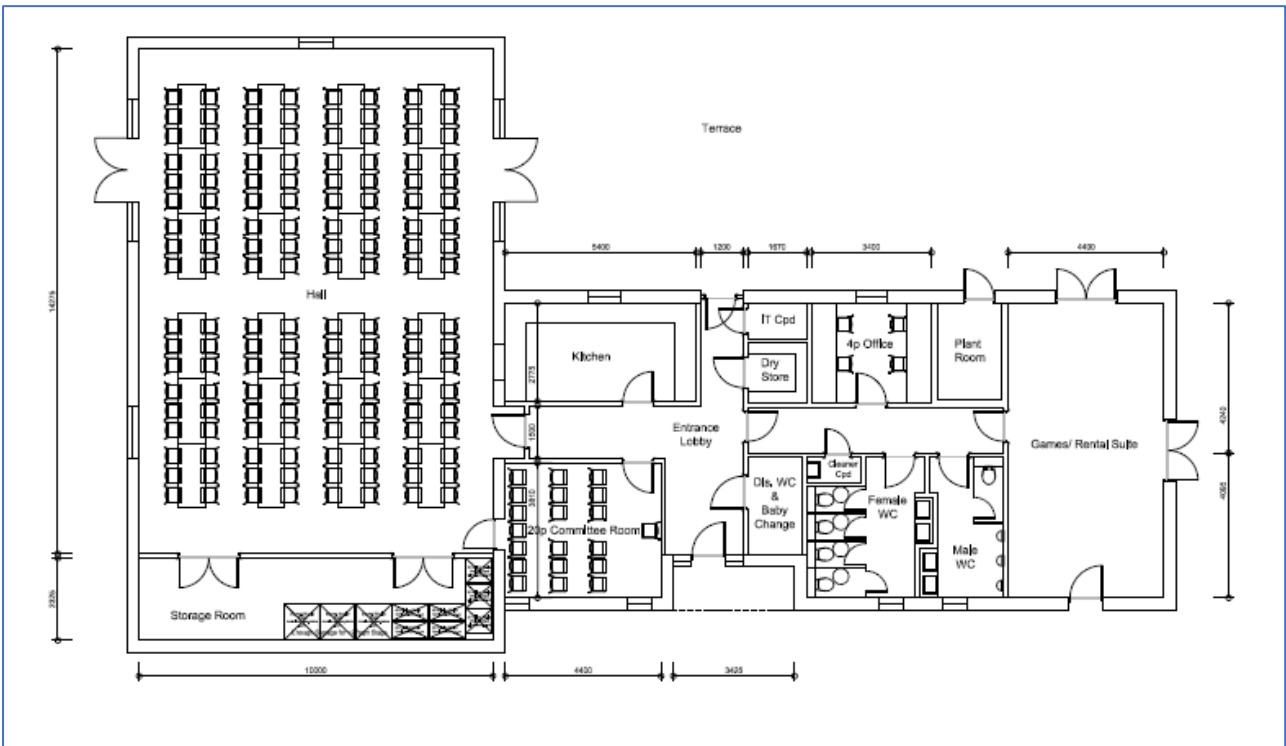 Terrace
5400
1200
1670
3400
4400
14275
Hall
IT Cpd
4p Office
Plant
Room
Kitchen
Dry
Store
2775
4240
1500
Entrance
Lobby
Games/ Rental Suite
Cleaner
Cpd
Dis. WC
&
Baby
Change
Female
WC
3810
20p Committee Room
4095
Male
WC
2325
Storage Room
10000
4400
3425